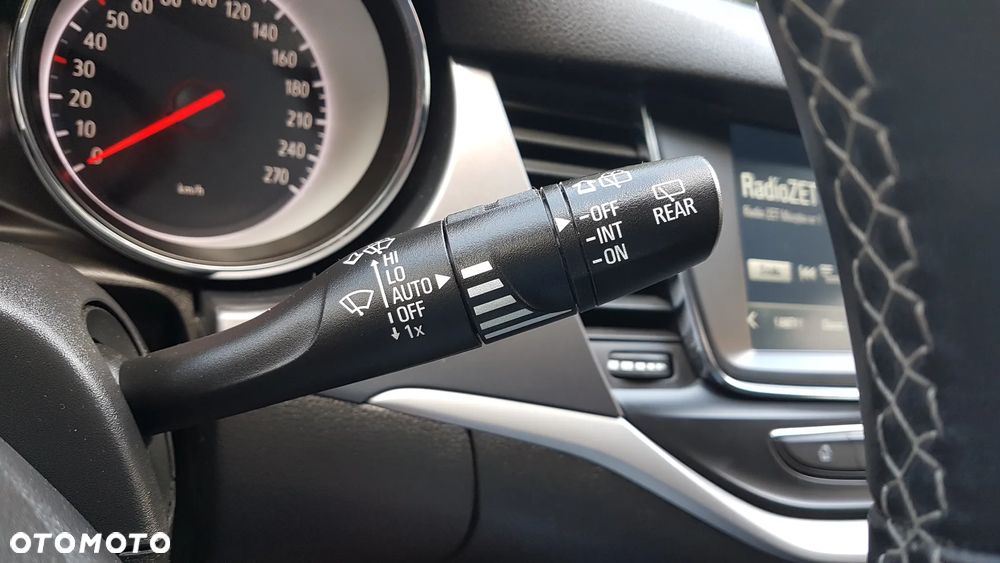 50
60
80
100
120
140
160
180
210
240
270
40
30
20
10
0
km/h
HI
LO
AUTO
OFF
1x
OFF
INT
ON
REAR
RadioZET
OTOMOTO